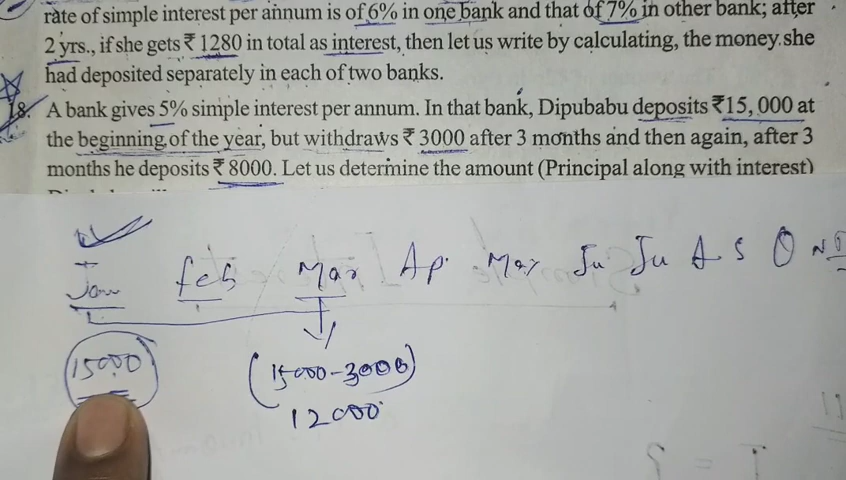 rate of simple interest per annum is of 6% in one bank and that of 7% in other bank; after
2 yrs., if she gets ₹ 1280 in total as interest, then let us write by calculating, the money she
had deposited separately in each of two banks.
18. A bank gives 5% simple interest per annum. In that bank, Dipubabu deposits ₹15, 000 at
the beginning of the year, but withdraws ₹ 3000 after 3 months and then again, after 3
months he deposits ₹ 8000. Let us determine the amount (Principal along with interest)
Jan Feb Mar Ap May Ju Ju A S O N D
15000 (15000-3000)
12000